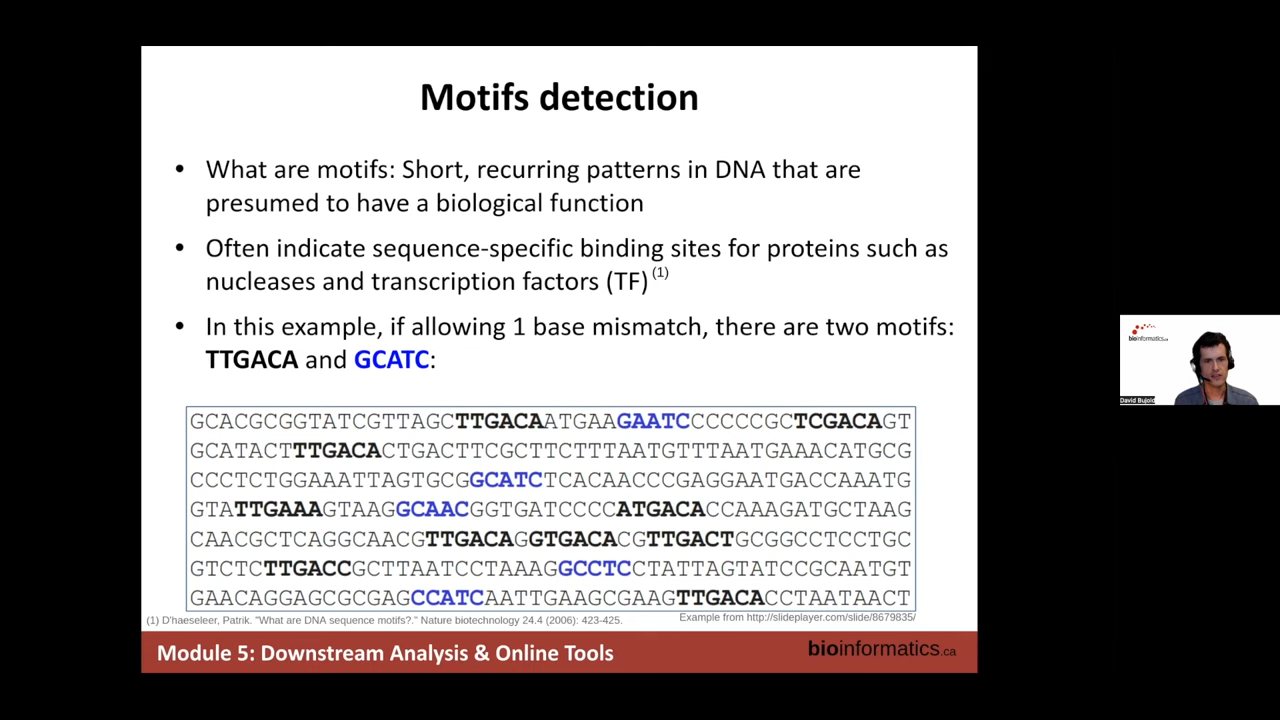 Motifs detection
• What are motifs: Short, recurring patterns in DNA that are
presumed to have a biological function
• Often indicate sequence-specific binding sites for proteins such as
nucleases and transcription factors (TF) (1)
• In this example, if allowing 1 base mismatch, there are two motifs:
TTGACA and GCATC:
GCACGCGGTATCGTTAGCTTGACAATGAAGAATCCCCCCGCTCGACAGT
GCATACTTTGACACTGACTTCGCTTCTTTAATGTTTAATGAAACATGCG
CCCTCTGGAAATTAGTGCGGCATCTCACAACCCGAGGAATGACCAAATG
GTATTGAAAGTAAGGCAACGGTGATCCCCATGACACCAAAGATGCTAAG
CAACGCTCAGGCAACGTTGACAGGTGACACGTTGACTGCGGCCTCCTGC
GTCTCTTGACCGCTTAATCCTAAAGGCCTCCTATTAGTATCCGCAATGT
GAACAGGAGCGCGAGCCATCAATTGAAGCGAAGTTGACACCTAATAACT
(1) D'haeseleer, Patrik. "What are DNA sequence motifs?." Nature biotechnology 24.4 (2006): 423-425.
Example from http://slideplayer.com/slide/8679835/
Module 5: Downstream Analysis & Online Tools
bioinformatics.ca
bioinformatics.ca
David Bujold